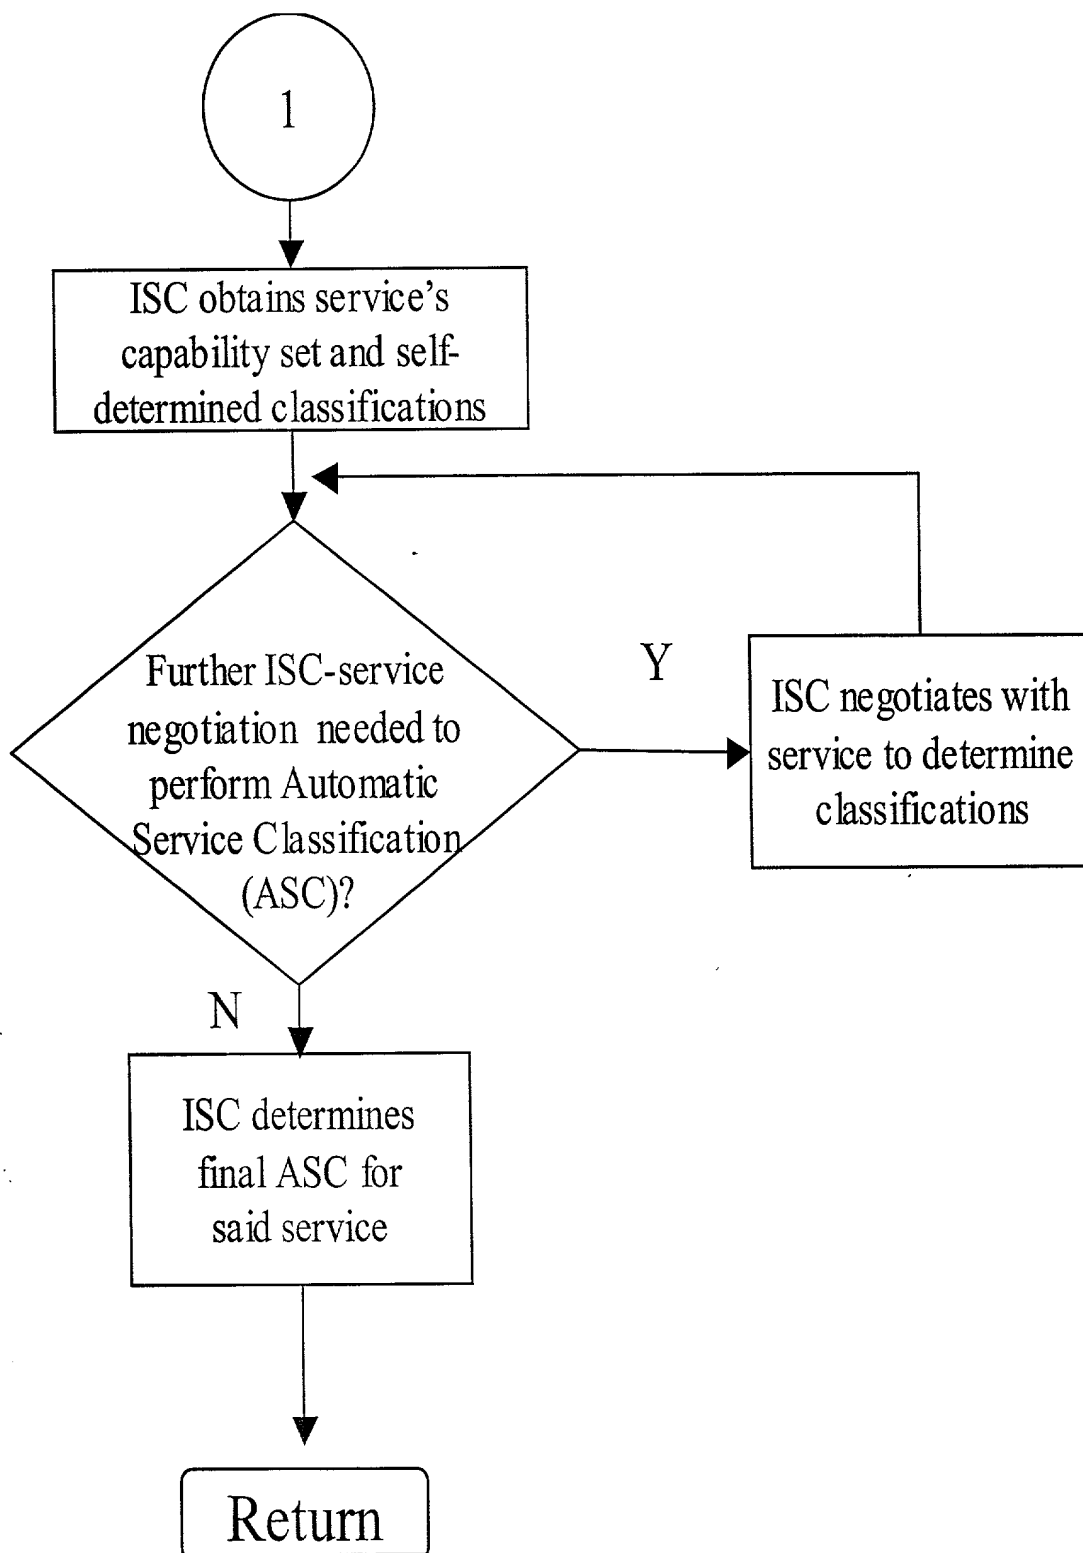 1
ISC obtains service's
capability set and self-
determined classifications
Further ISC-service
negotiation needed to
perform Automatic
Service Classification
(ASC)?
Y
ISC negotiates with
service to determine
classifications
N
ISC determines
final ASC for
said service
Return